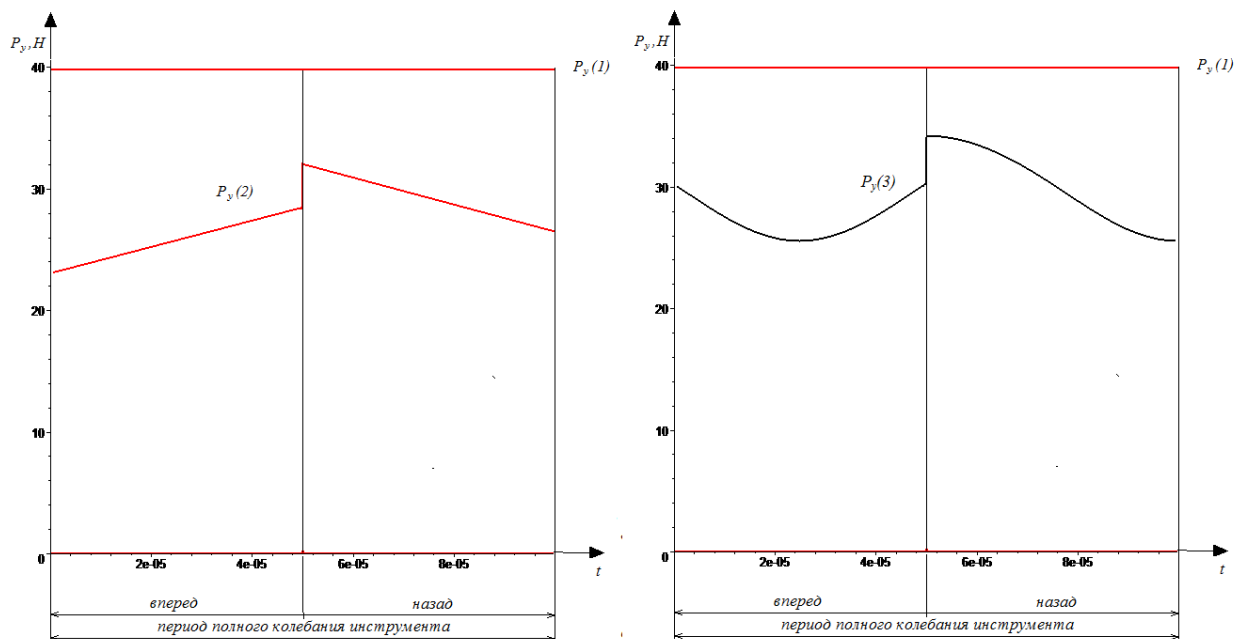 P_y, H
40
P_y(1)
30
P_y(2)
20
10
0
2e-05 4e-05 6e-05 8e-05
t
вперед назад
период полного колебания инструмента
P_y, H
40
P_y(1)
30
P_y(3)
20
10
0
2e-05 4e-05 6e-05 8e-05
t
вперед назад
период полного колебания инструмента